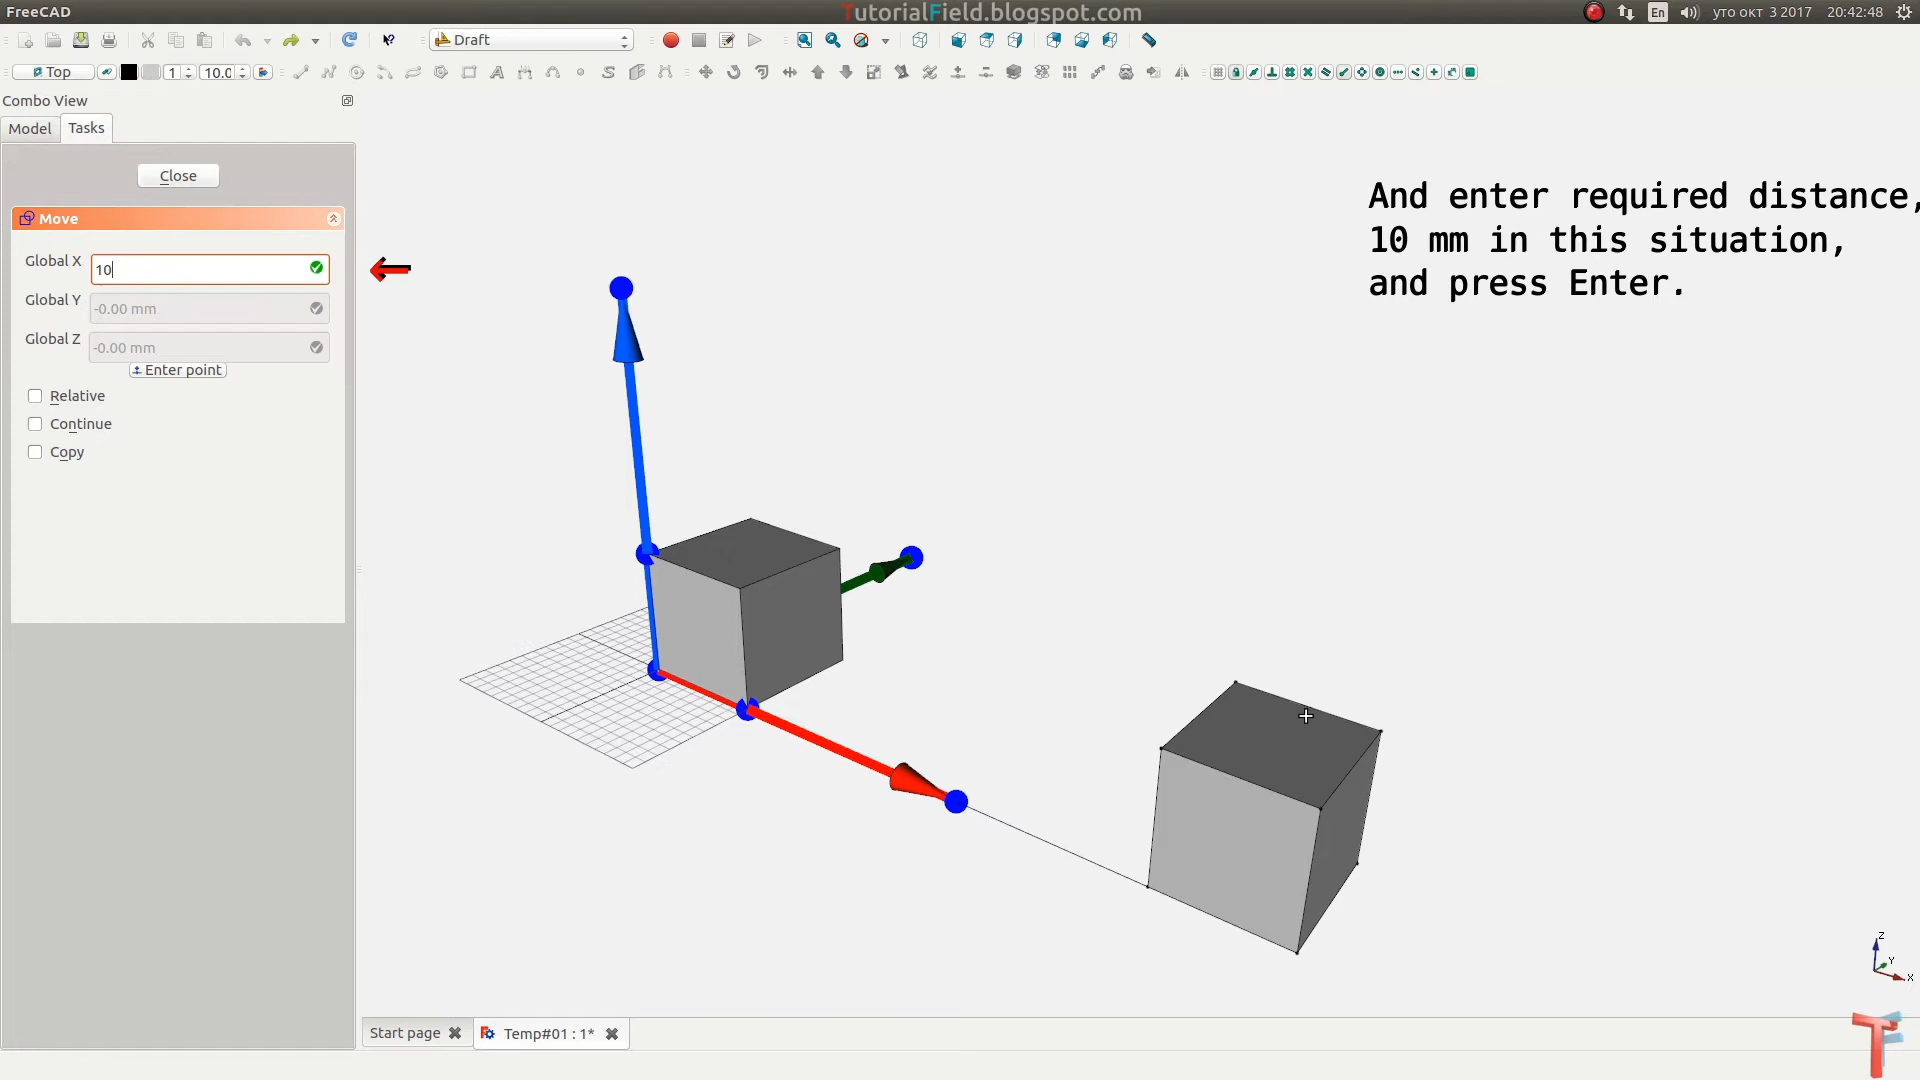 FreeCAD
TutorialField.blogspot.com
En
уто окт 3 2017
20:42:48
Draft
Top
1
10.0
Combo View
Model
Tasks
Close
Move
Global X
10
Global Y
-0.00 mm
Global Z
-0.00 mm
Enter point
Relative
Continue
Copy
And enter required distance,
10 mm in this situation,
and press Enter.
Z
Y
X
Start page
Temp#01 : 1*